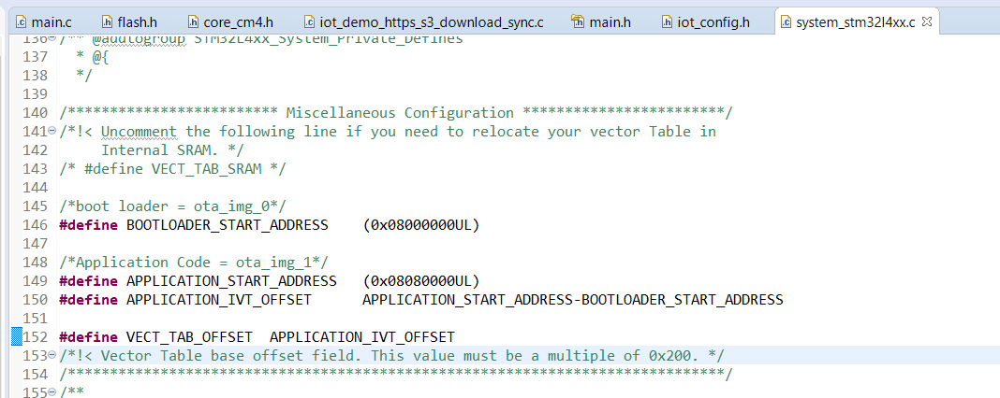 main.c flash.h core_cm4.h iot_demo_https_s3_download_sync.c main.h iot_config.h system_stm32l4xx.c
136 /** @addtogroup STM32L4xx_System_Private_Defines
137   * @{
138   */
139
140 /************************* Miscellaneous Configuration ************************/
141 /*!< Uncomment the following line if you need to relocate your vector Table in
142      Internal SRAM. */
143 /* #define VECT_TAB_SRAM */
144
145 /*boot loader = ota_img_0*/
146 #define BOOTLOADER_START_ADDRESS    (0x08000000UL)
147
148 /*Application Code = ota_img_1*/
149 #define APPLICATION_START_ADDRESS   (0x08080000UL)
150 #define APPLICATION_IVT_OFFSET      APPLICATION_START_ADDRESS-BOOTLOADER_START_ADDRESS
151
152 #define VECT_TAB_OFFSET  APPLICATION_IVT_OFFSET
153 /*!< Vector Table base offset field. This value must be a multiple of 0x200. */
154 /******************************************************************************/
155 /**